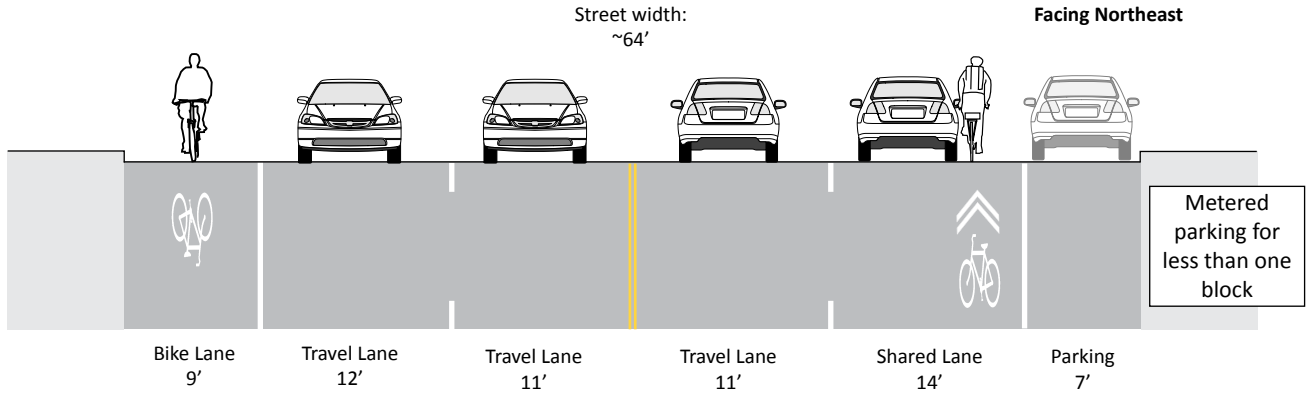 Street width:
~64’
Facing Northeast
Metered
parking for
less than one
block
Bike Lane
9’
Travel Lane
12’
Travel Lane
11’
Travel Lane
11’
Shared Lane
14’
Parking
7’